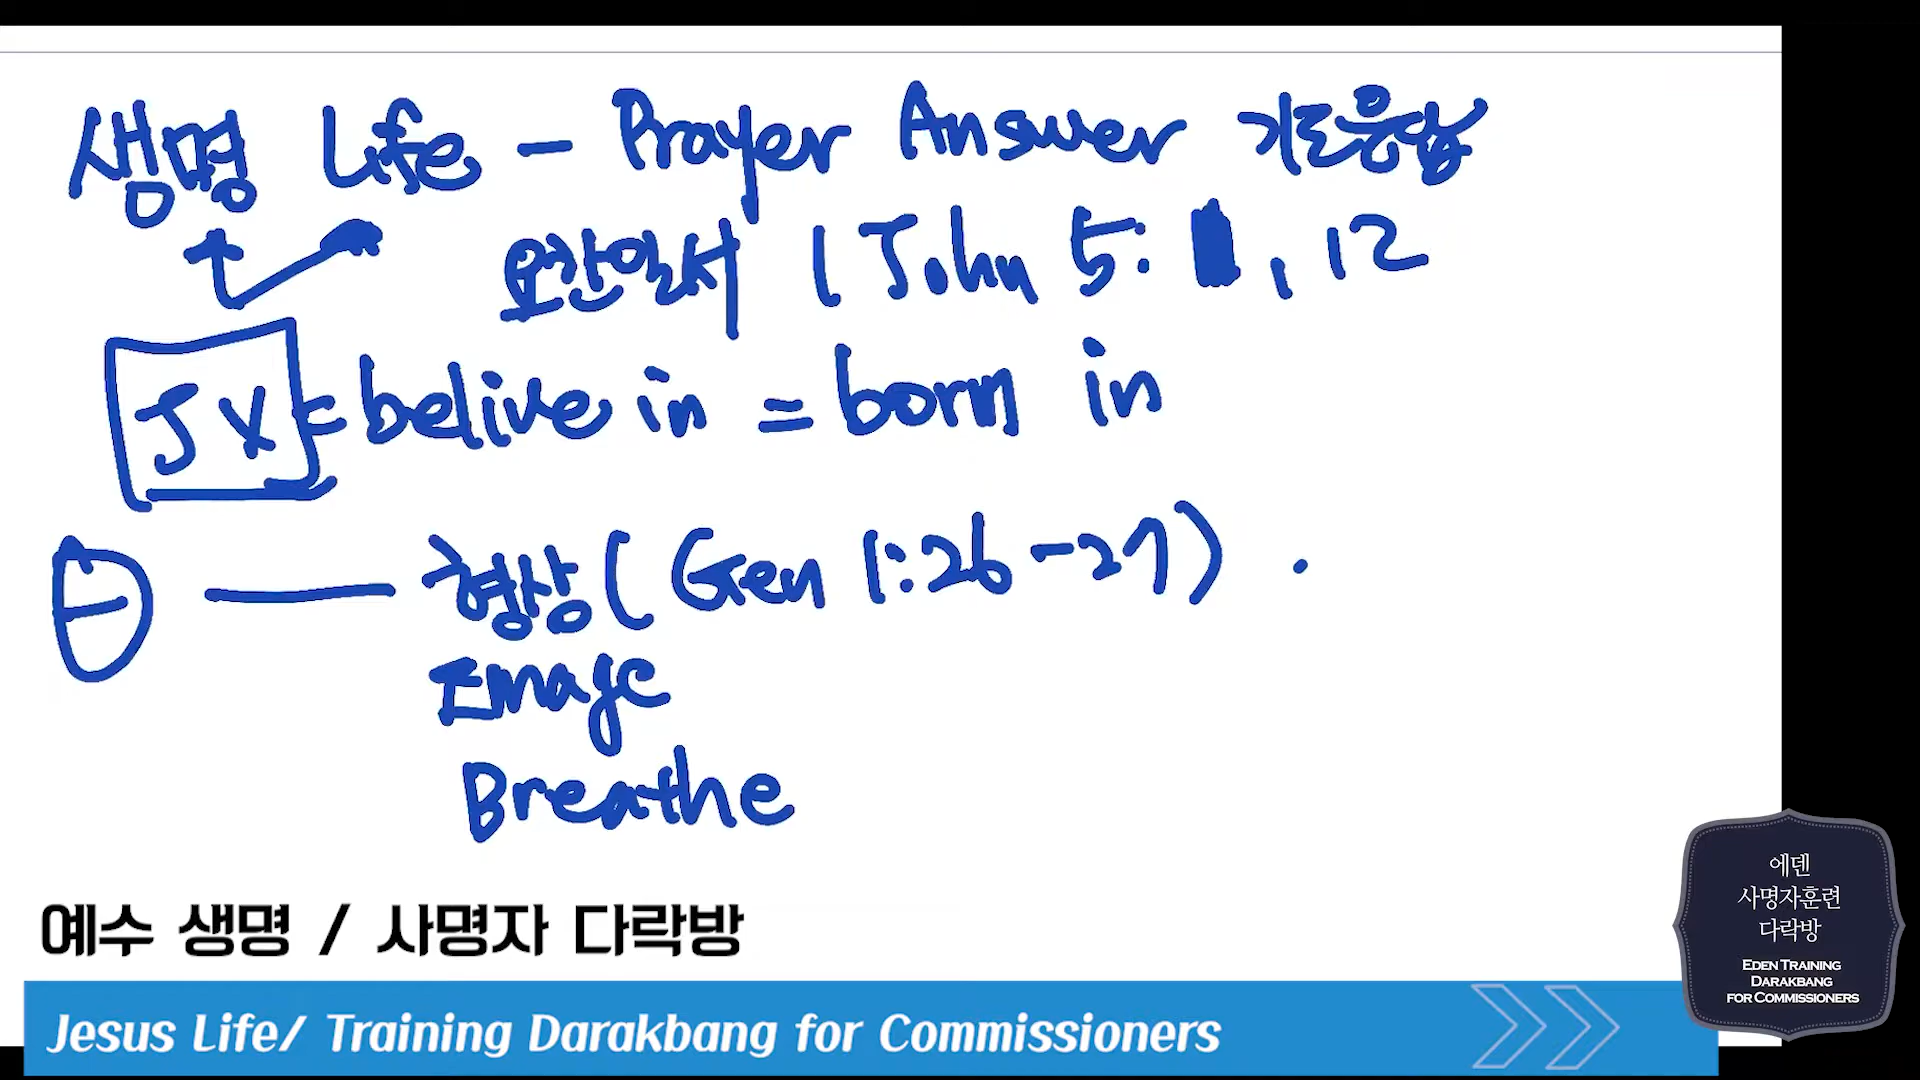 생명 Life - Prayer Answer 기도응답
요한일서 1 John 5: , 12
JX = belive in = born in
형상 ( Gen 1:26-27) .
Image
Breathe
예수 생명 / 사명자 다락방
Jesus Life/ Training Darakbang for Commissioners
에덴
사명자훈련
다락방
EDEN TRAINING
DARAKBANG
FOR COMMISSIONERS